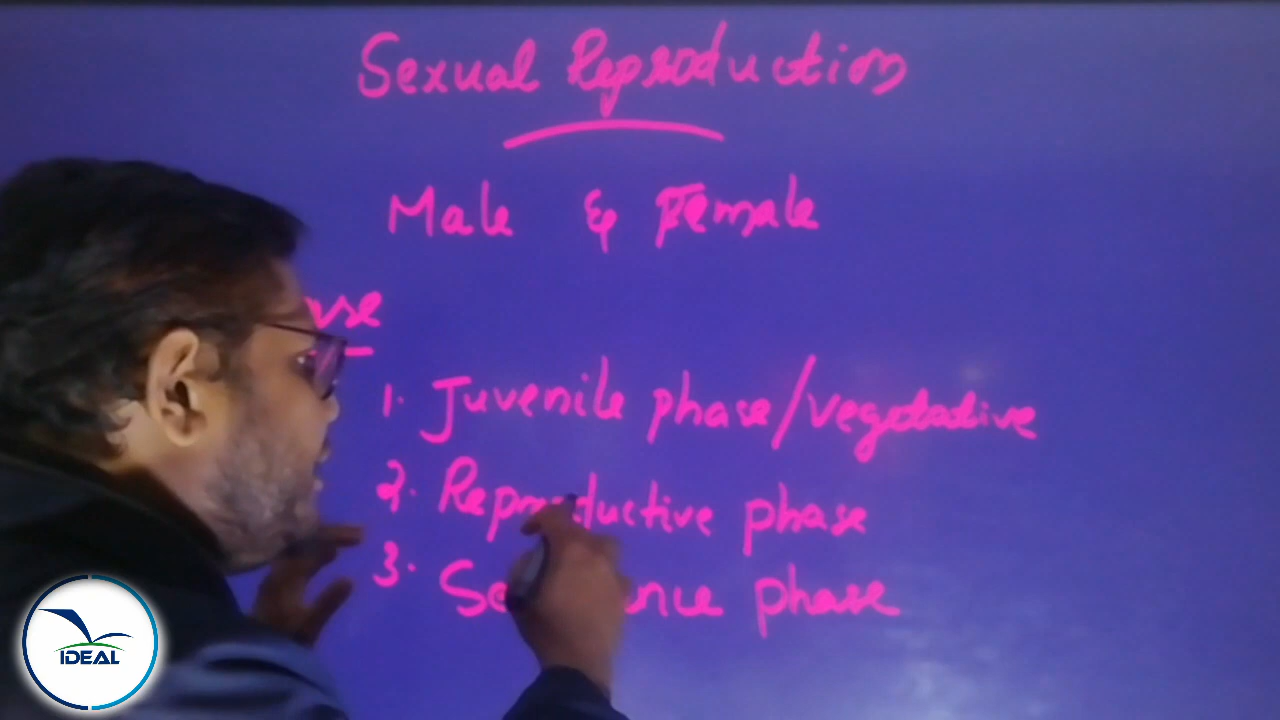 Sexual Reproduction
Male & Female
1. Juvenile phase/vegetative
2. Reproductive phase
3. phase
IDEAL